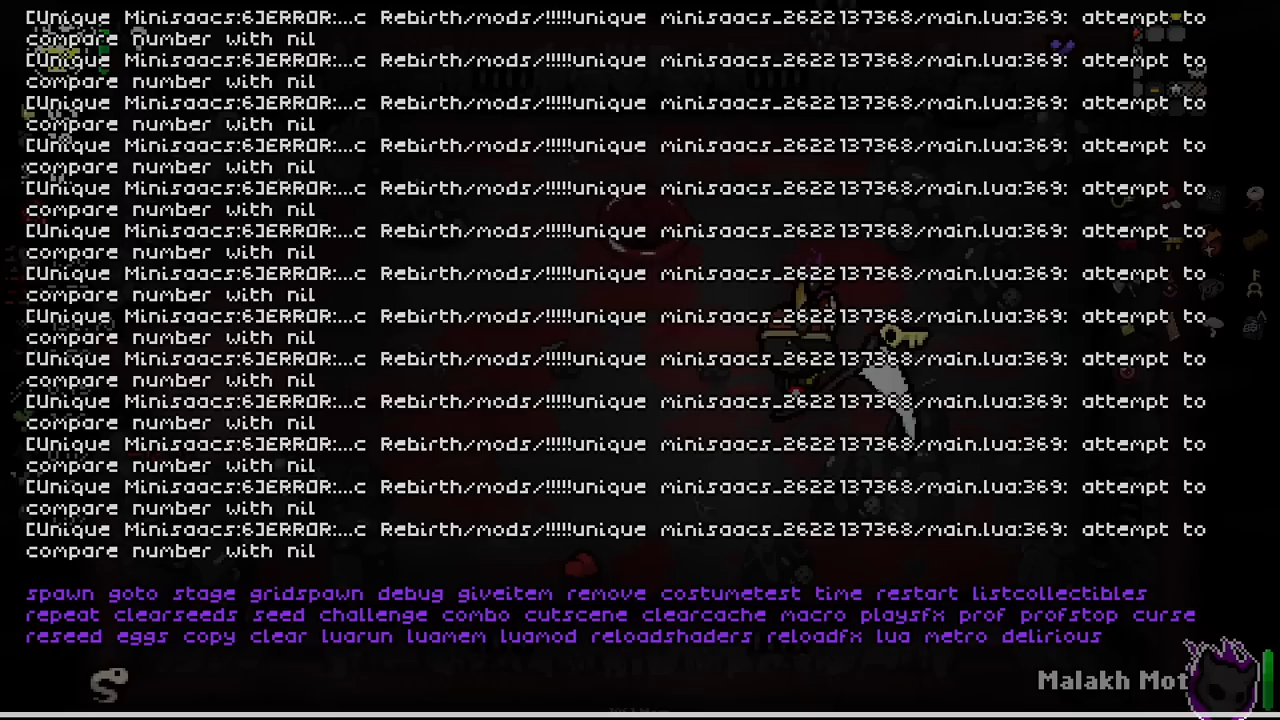 [Unique Minisaacs:6]ERROR:...c Rebirth/mods/!!!!!unique minisaacs_2622137368/main.lua:369: attempt to
compare number with nil
[Unique Minisaacs:6]ERROR:...c Rebirth/mods/!!!!!unique minisaacs_2622137368/main.lua:369: attempt to
compare number with nil
[Unique Minisaacs:6]ERROR:...c Rebirth/mods/!!!!!unique minisaacs_2622137368/main.lua:369: attempt to
compare number with nil
[Unique Minisaacs:6]ERROR:...c Rebirth/mods/!!!!!unique minisaacs_2622137368/main.lua:369: attempt to
compare number with nil
[Unique Minisaacs:6]ERROR:...c Rebirth/mods/!!!!!unique minisaacs_2622137368/main.lua:369: attempt to
compare number with nil
[Unique Minisaacs:6]ERROR:...c Rebirth/mods/!!!!!unique minisaacs_2622137368/main.lua:369: attempt to
compare number with nil
[Unique Minisaacs:6]ERROR:...c Rebirth/mods/!!!!!unique minisaacs_2622137368/main.lua:369: attempt to
compare number with nil
[Unique Minisaacs:6]ERROR:...c Rebirth/mods/!!!!!unique minisaacs_2622137368/main.lua:369: attempt to
compare number with nil
[Unique Minisaacs:6]ERROR:...c Rebirth/mods/!!!!!unique minisaacs_2622137368/main.lua:369: attempt to
compare number with nil
[Unique Minisaacs:6]ERROR:...c Rebirth/mods/!!!!!unique minisaacs_2622137368/main.lua:369: attempt to
compare number with nil
[Unique Minisaacs:6]ERROR:...c Rebirth/mods/!!!!!unique minisaacs_2622137368/main.lua:369: attempt to
compare number with nil
[Unique Minisaacs:6]ERROR:...c Rebirth/mods/!!!!!unique minisaacs_2622137368/main.lua:369: attempt to
compare number with nil
[Unique Minisaacs:6]ERROR:...c Rebirth/mods/!!!!!unique minisaacs_2622137368/main.lua:369: attempt to
compare number with nil
spawn goto stage gridspawn debug giveitem remove costumetest time restart listcollectibles
repeat clearseeds seed challenge combo cutscene clearcache macro playsfx prof profstop curse
reseed eggs copy clear luarun luamem luamod reloadshaders reloadfx lua metro delirious
Malakh Mot